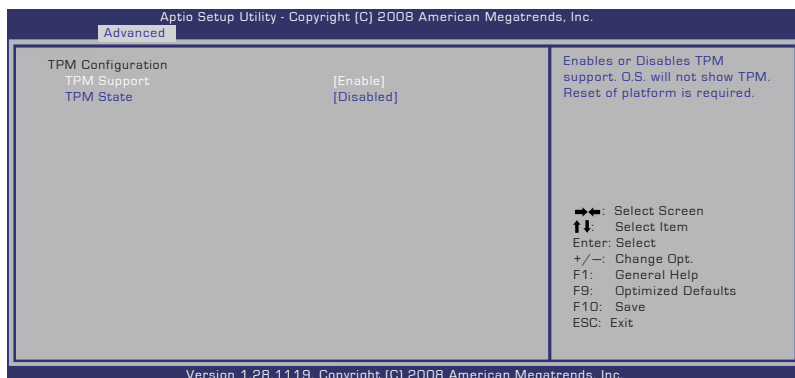 Aptio Setup Utility - Copyright (C) 2008 American Megatrends, Inc.
Advanced
TPM Configuration
TPM Support [Enable]
TPM State [Disabled]
Enables or Disables TPM
support. O.S. will not show TPM.
Reset of platform is required.
→←: Select Screen
↑↓: Select Item
Enter: Select
+/—: Change Opt.
F1: General Help
F9: Optimized Defaults
F10: Save
ESC: Exit
Version 1.28.1119. Copyright (C) 2008 American Megatrends, Inc.